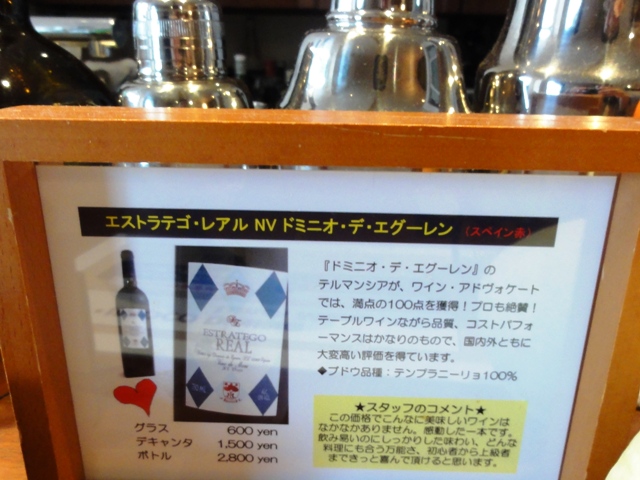 エストラテゴ・レアル NV ドミニオ・デ・エグーレン (スペイン赤)
『ドミニオ・デ・エグーレン』の
テルマンシアが、ワイン・アドヴォケート
では、満点の100点を獲得！プロも絶賛！
テーブルワインながら品質、コストパフォ
ーマンスはかなりのもので、国内外ともに
大変高い評価を得ています。
◆ブドウ品種：テンプラニーリョ100%
ESTRATEGO
REAL
グラス 600 yen
デキャンタ 1,500 yen
ボトル 2,800 yen
★スタッフのコメント★
この価格でこんなに美味しいワインは
なかなかありません。感動した一本です。
飲み易いのにしっかりした味わい、どんな
料理にも合う万能さ、初心者から上級者
まできっと喜んで頂けると思います。